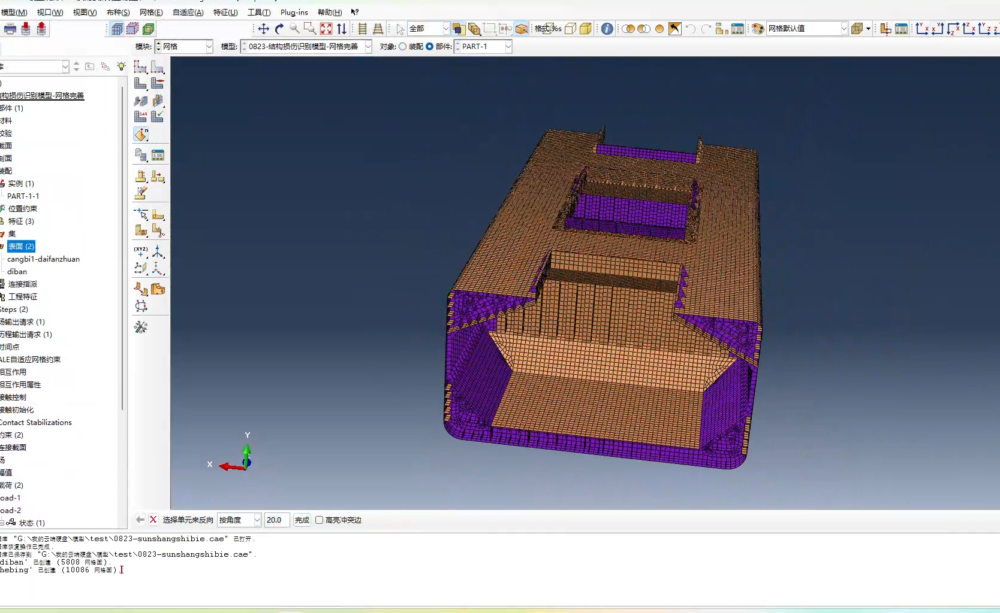 模型(M) 视口(W) 视图(V) 布种(S) 网格(E) 自适应(A) 特征(U) 工具(T) Plug-ins 帮助(H)
全部 网格默认值
模块: 网格 模型: 0823-结构损伤识别模型-网格完善 对象: 装配 部件: PART-1
库
结构损伤识别模型-网格完善
部件 (1)
材料
校验
截面
剖面
装配
实例 (1)
PART-1-1
位置约束
特征 (3)
集
表面 (2)
cangbi1-daifanzhuan
diban
连接指派
工程特征
Steps (2)
场输出请求 (1)
历程输出请求 (1)
时间点
ALE自适应网格约束
相互作用
相互作用属性
接触控制
接触初始化
Contact Stabilizations
约束 (2)
连接截面
场
幅值
载荷 (2)
oad-1
oad-2
状态 (1)
S4R
n
(XYZ)
Y
X
选择单元来反向 按角度 20.0 完成 高亮冲突边
据库 "G:\我的云端硬盘\模型\test\0823-sunshangshibie.cae" 已打开.
据库恢复操作已完成.
据库已保存到 "G:\我的云端硬盘\模型\test\0823-sunshangshibie.cae".
diban' 已创建 (5808 网格面).
hebing' 已创建 (10086 网格面).